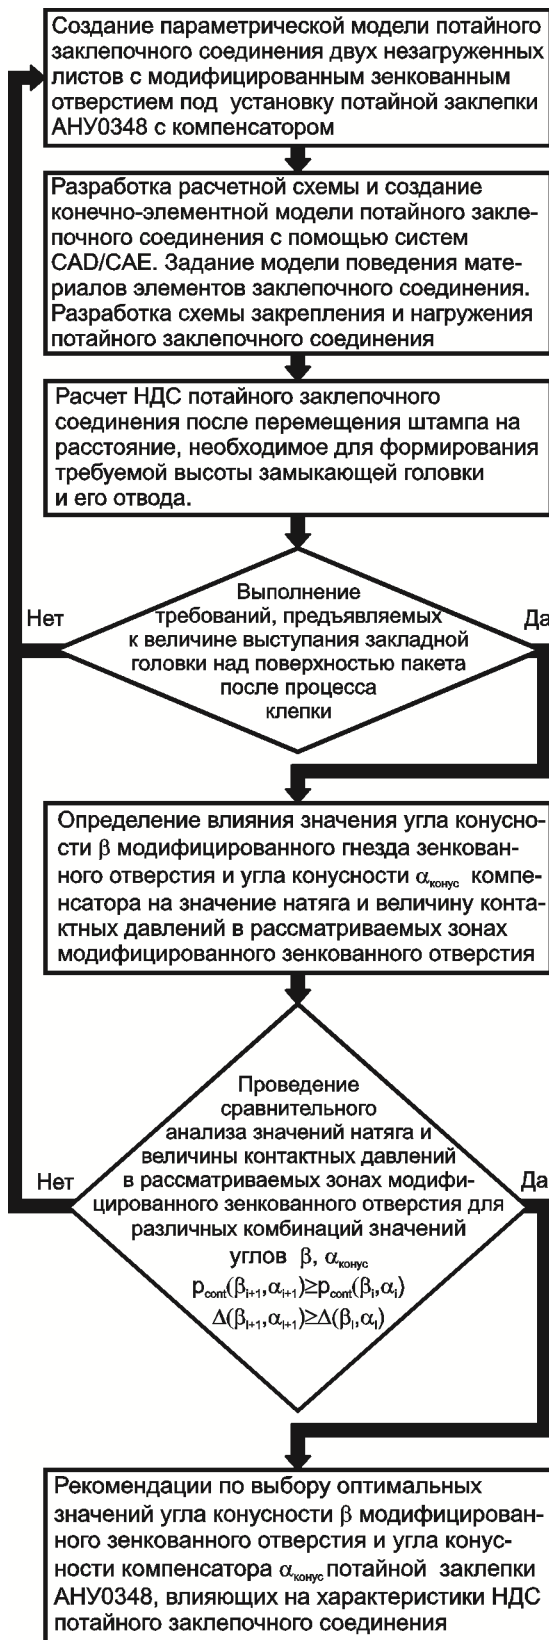 Создание параметрической модели потайного
заклепочного соединения двух незагруженных
листов с модифицированным зенкованным
отверстием под установку потайной заклепки
АНУ0348 с компенсатором
Разработка расчетной схемы и создание
конечно-элементной модели потайного закле-
почного соединения с помощью систем
CAD/CAE. Задание модели поведения мате-
риалов элементов заклепочного соединения.
Разработка схемы закрепления и нагружения
потайного заклепочного соединения
Расчет НДС потайного заклепочного
соединения после перемещения штампа на
расстояние, необходимое для формирования
требуемой высоты замыкающей головки
и его отвода.
Нет
Да
Выполнение
требований, предъявляемых
к величине выступания закладной
головки над поверхностью пакета
после процесса
клепки
Определение влияния значения угла конусно-
сти β модифицированного гнезда зенкован-
ного отверстия и угла конусности αконус компе-
нсатора на значение натяга и величину конта-
ктных давлений в рассматриваемых зонах
модифицированного зенкованного отверстия
Нет
Да
Проведение
сравнительного
анализа значений натяга и
величины контактных давлений
в рассматриваемых зонах модифи-
цированного зенкованного отверстия для
различных комбинаций значений
углов β, αконус
pcont(βi+1,αi+1)≥pcont(βi,αi)
Δ(βi+1,αi+1)≥Δ(βi,αi)
Рекомендации по выбору оптимальных
значений угла конусности β модифицирован-
ного зенкованного отверстия и угла конус-
ности компенсатора αконус потайной заклепки
АНУ0348, влияющих на характеристики НДС
потайного заклепочного соединения